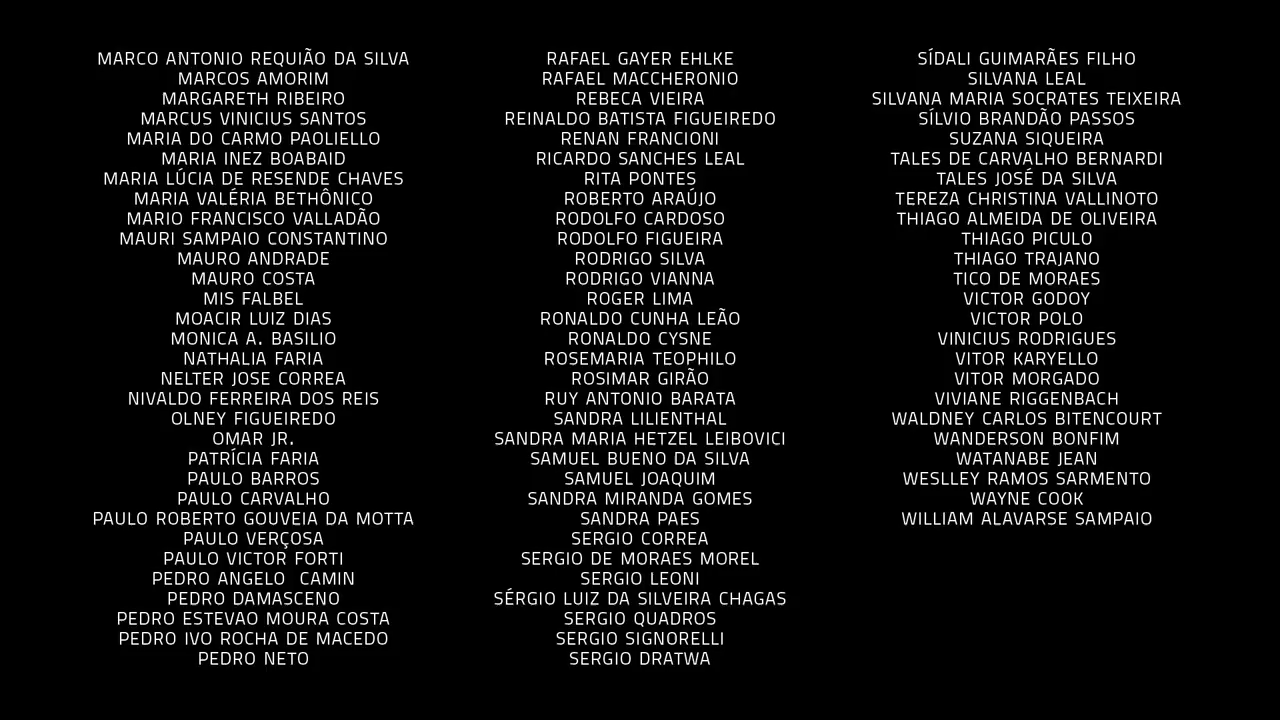 MARCO ANTONIO REQUIÃO DA SILVA
MARCOS AMORIM
MARGARETH RIBEIRO
MARCUS VINICIUS SANTOS
MARIA DO CARMO PAOLIELLO
MARIA INEZ BOABAID
MARIA LÚCIA DE RESENDE CHAVES
MARIA VALÉRIA BETHÔNICO
MARIO FRANCISCO VALLADÃO
MAURI SAMPAIO CONSTANTINO
MAURO ANDRADE
MAURO COSTA
MIS FALBEL
MOACIR LUIZ DIAS
MONICA A. BASILIO
NATHALIA FARIA
NELTER JOSE CORREA
NIVALDO FERREIRA DOS REIS
OLNEY FIGUEIREDO
OMAR JR.
PATRÍCIA FARIA
PAULO BARROS
PAULO CARVALHO
PAULO ROBERTO GOUVEIA DA MOTTA
PAULO VERÇOSA
PAULO VICTOR FORTI
PEDRO ANGELO  CAMIN
PEDRO DAMASCENO
PEDRO ESTEVAO MOURA COSTA
PEDRO IVO ROCHA DE MACEDO
PEDRO NETO
RAFAEL GAYER EHLKE
RAFAEL MACCHERONIO
REBECA VIEIRA
REINALDO BATISTA FIGUEIREDO
RENAN FRANCIONI
RICARDO SANCHES LEAL
RITA PONTES
ROBERTO ARAÚJO
RODOLFO CARDOSO
RODOLFO FIGUEIRA
RODRIGO SILVA
RODRIGO VIANNA
ROGER LIMA
RONALDO CUNHA LEÃO
RONALDO CYSNE
ROSEMARIA TEOPHILO
ROSIMAR GIRÃO
RUY ANTONIO BARATA
SANDRA LILIENTHAL
SANDRA MARIA HETZEL LEIBOVICI
SAMUEL BUENO DA SILVA
SAMUEL JOAQUIM
SANDRA MIRANDA GOMES
SANDRA PAES
SERGIO CORREA
SERGIO DE MORAES MOREL
SERGIO LEONI
SÉRGIO LUIZ DA SILVEIRA CHAGAS
SERGIO QUADROS
SERGIO SIGNORELLI
SERGIO DRATWA
SÍDALI GUIMARÃES FILHO
SILVANA LEAL
SILVANA MARIA SOCRATES TEIXEIRA
SÍLVIO BRANDÃO PASSOS
SUZANA SIQUEIRA
TALES DE CARVALHO BERNARDI
TALES JOSÉ DA SILVA
TEREZA CHRISTINA VALLINOTO
THIAGO ALMEIDA DE OLIVEIRA
THIAGO PICULO
THIAGO TRAJANO
TICO DE MORAES
VICTOR GODOY
VICTOR POLO
VINICIUS RODRIGUES
VITOR KARYELLO
VITOR MORGADO
VIVIANE RIGGENBACH
WALDNEY CARLOS BITENCOURT
WANDERSON BONFIM
WATANABE JEAN
WESLLEY RAMOS SARMENTO
WAYNE COOK
WILLIAM ALAVARSE SAMPAIO